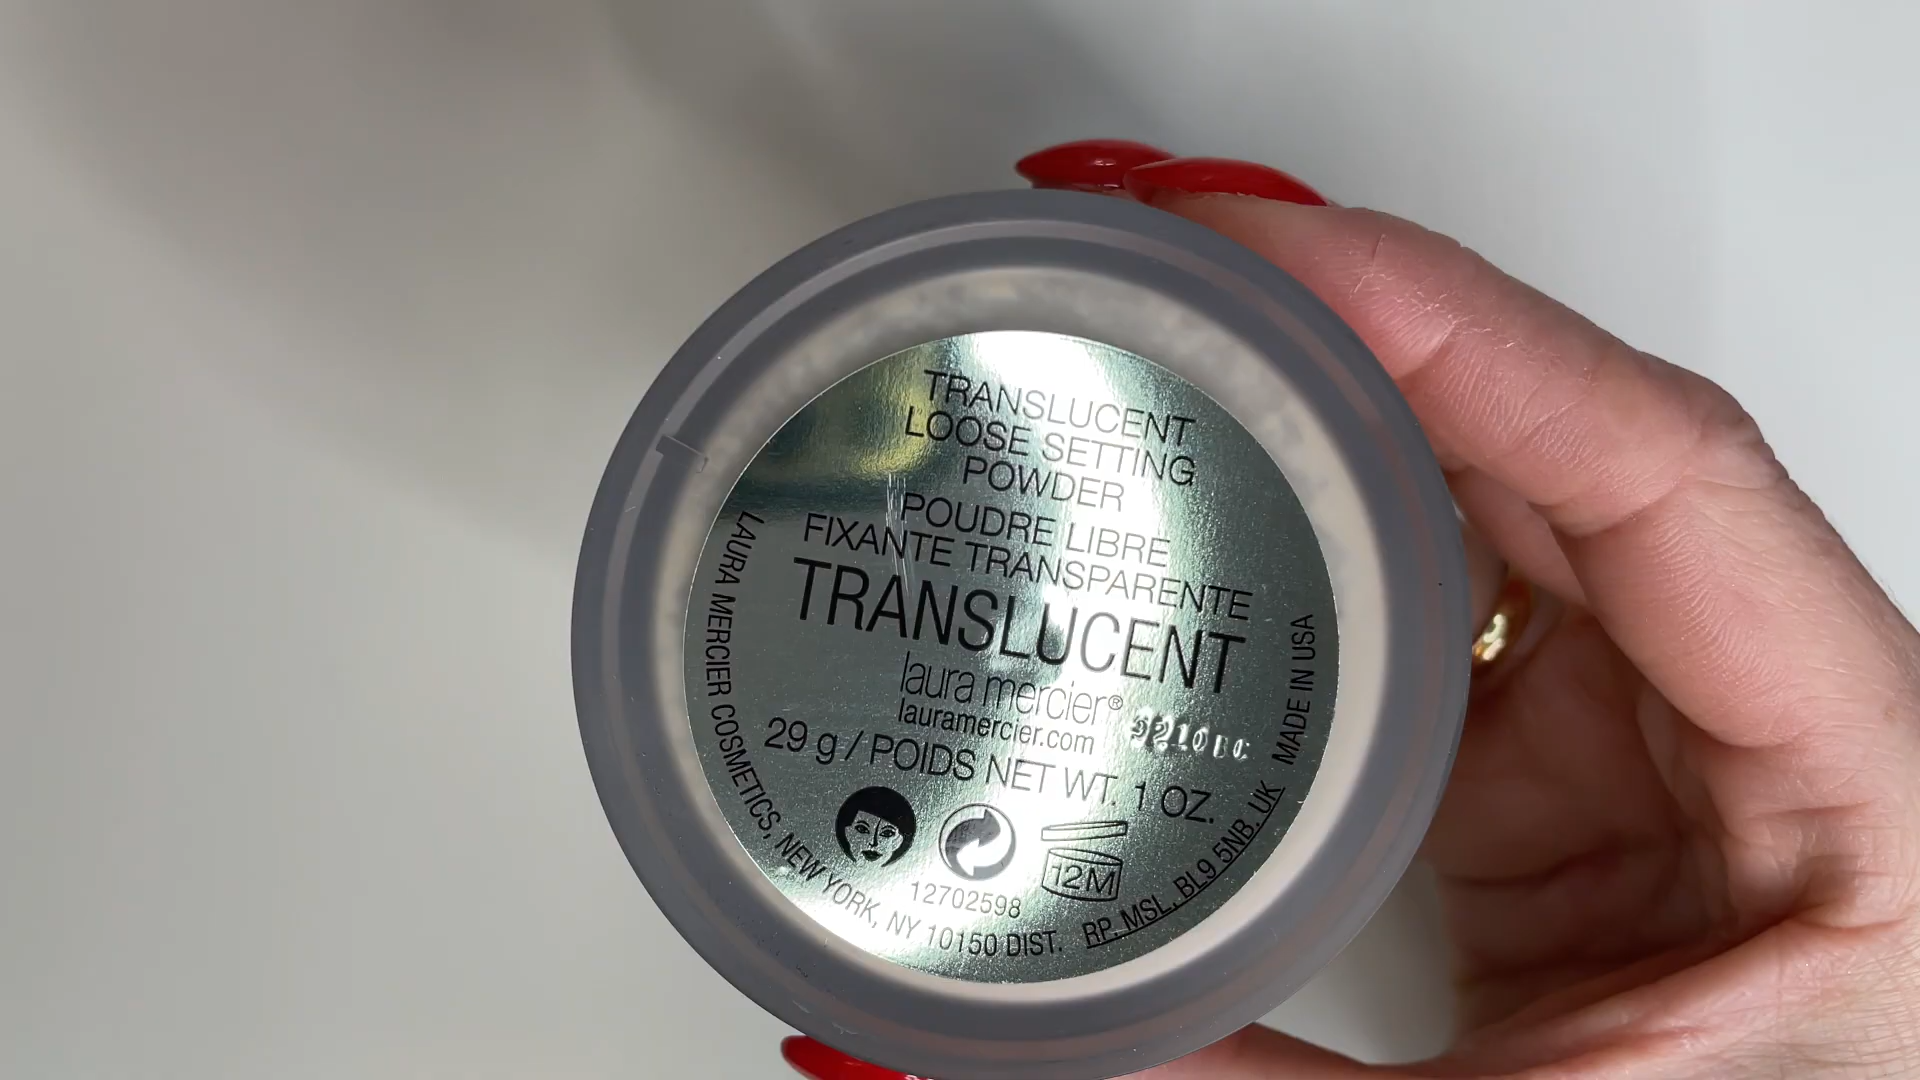 TRANSLUCENT
LOOSE SETTING
POWDER
POUDRE LIBRE
FIXANTE TRANSPARENTE
TRANSLUCENT
laura mercier®
lauramercier.com
29 g / POIDS NET WT. 1 OZ.
12M
12702598
LAURA MERCIER COSMETICS, NEW YORK, NY 10150 DIST.
RP, MSL, BL9 5NB. UK
MADE IN USA